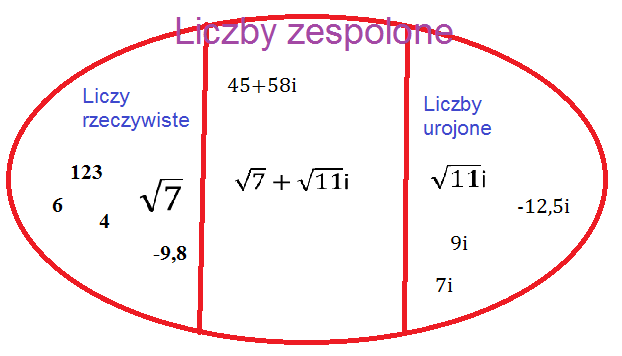 Liczby zespolone
45+58i
Liczy
rzeczywiste
Liczby
urojone
123
6
4
√7
-9,8
√7 + √11i
√11i
-12,5i
9i
7i